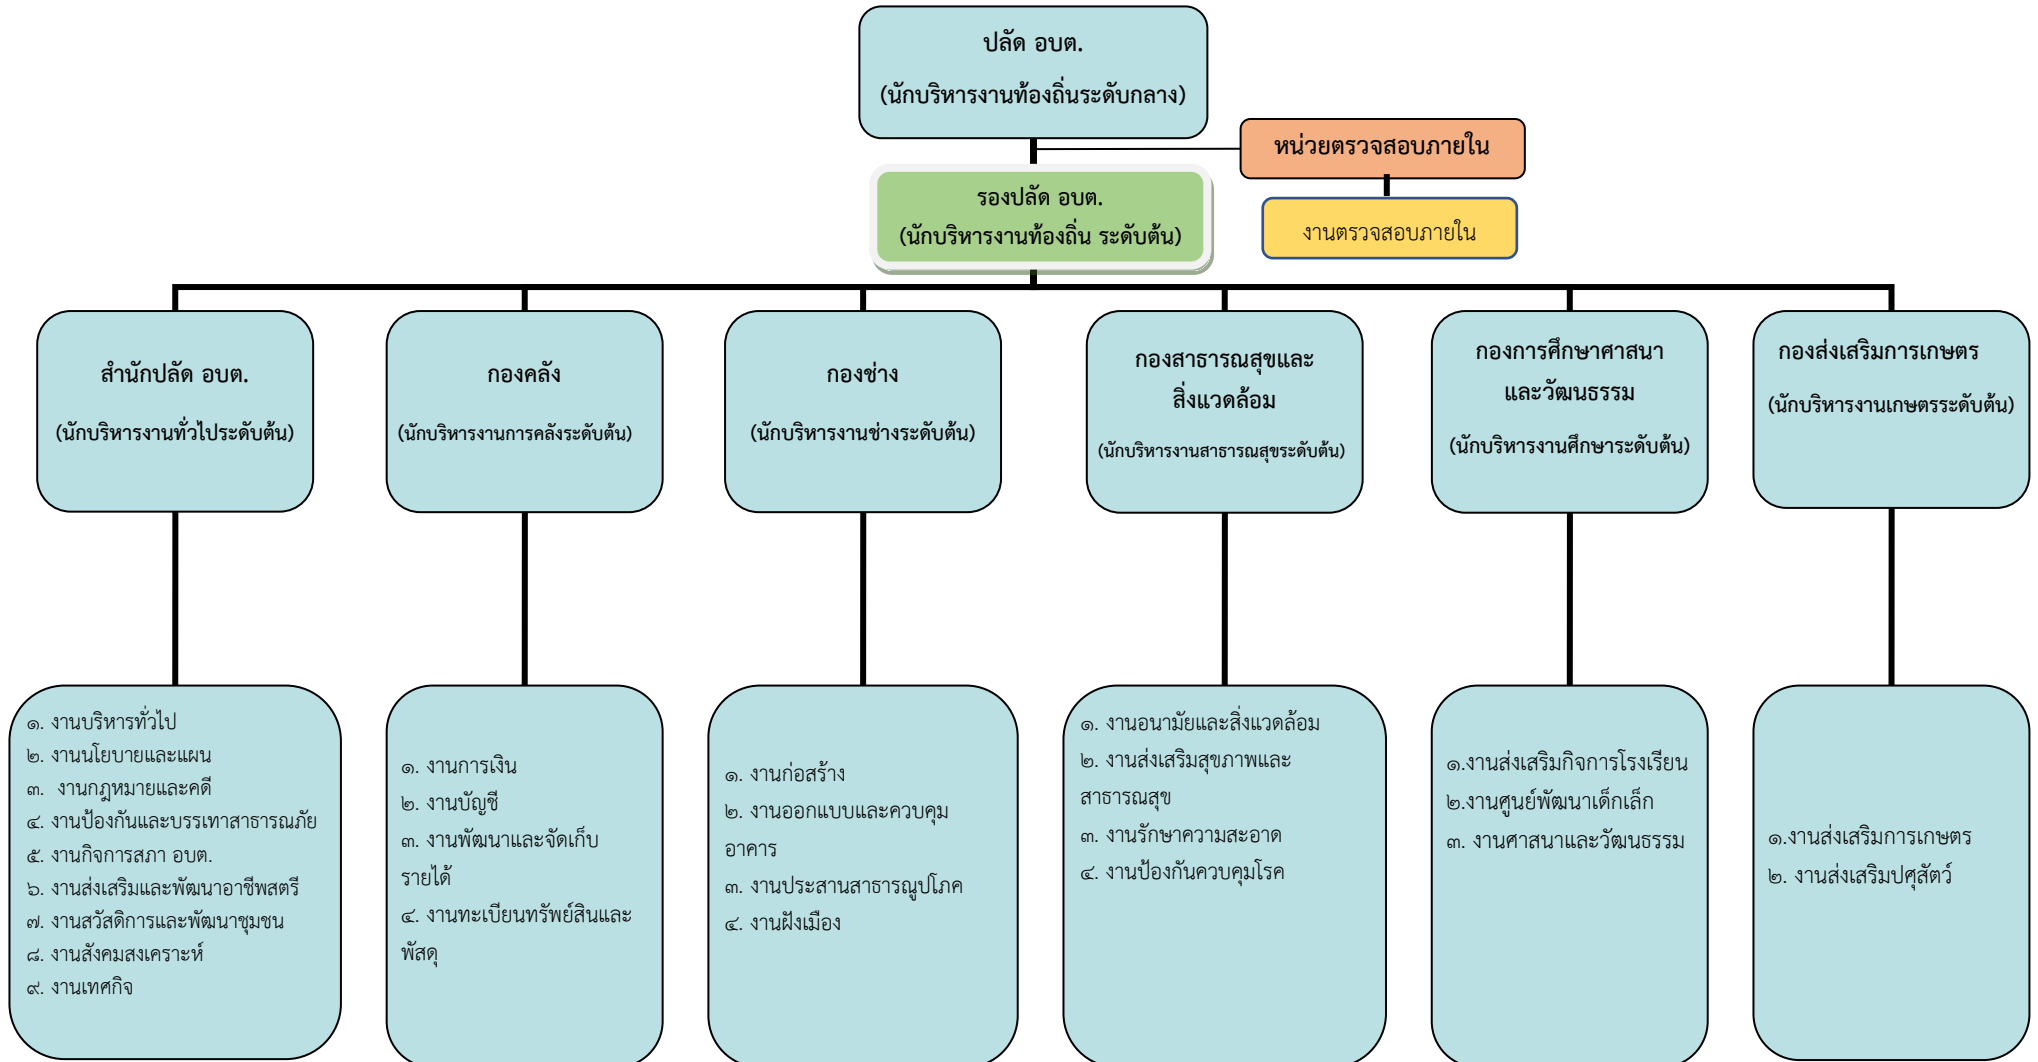 ปลัด อบต.
(นักบริหารงานท้องถิ่นระดับกลาง)
หน่วยตรวจสอบภายใน
รองปลัด อบต.
(นักบริหารงานท้องถิ่น ระดับต้น)
งานตรวจสอบภายใน
สำนักปลัด อบต.
(นักบริหารงานทั่วไประดับต้น)
กองคลัง
(นักบริหารงานการคลังระดับต้น)
กองช่าง
(นักบริหารงานช่างระดับต้น)
กองสาธารณสุขและ
สิ่งแวดล้อม
(นักบริหารงานสาธารณสุขระดับต้น)
กองการศึกษาศาสนา
และวัฒนธรรม
(นักบริหารงานศึกษาระดับต้น)
กองส่งเสริมการเกษตร
(นักบริหารงานเกษตรระดับต้น)
๑. งานบริหารทั่วไป
๒. งานนโยบายและแผน
๓. งานกฎหมายและคดี
๔. งานป้องกันและบรรเทาสาธารณภัย
๕. งานกิจการสภา อบต.
๖. งานส่งเสริมและพัฒนาอาชีพสตรี
๗. งานสวัสดิการและพัฒนาชุมชน
๘. งานสังคมสงเคราะห์
๙. งานเทศกิจ
๑. งานการเงิน
๒. งานบัญชี
๓. งานพัฒนาและจัดเก็บ
รายได้
๔. งานทะเบียนทรัพย์สินและ
พัสดุ
๑. งานก่อสร้าง
๒. งานออกแบบและควบคุม
อาคาร
๓. งานประสานสาธารณูปโภค
๔. งานผังเมือง
๑. งานอนามัยและสิ่งแวดล้อม
๒. งานส่งเสริมสุขภาพและ
สาธารณสุข
๓. งานรักษาความสะอาด
๔. งานป้องกันควบคุมโรค
๑.งานส่งเสริมกิจการโรงเรียน
๒.งานศูนย์พัฒนาเด็กเล็ก
๓. งานศาสนาและวัฒนธรรม
๑.งานส่งเสริมการเกษตร
๒. งานส่งเสริมปศุสัตว์